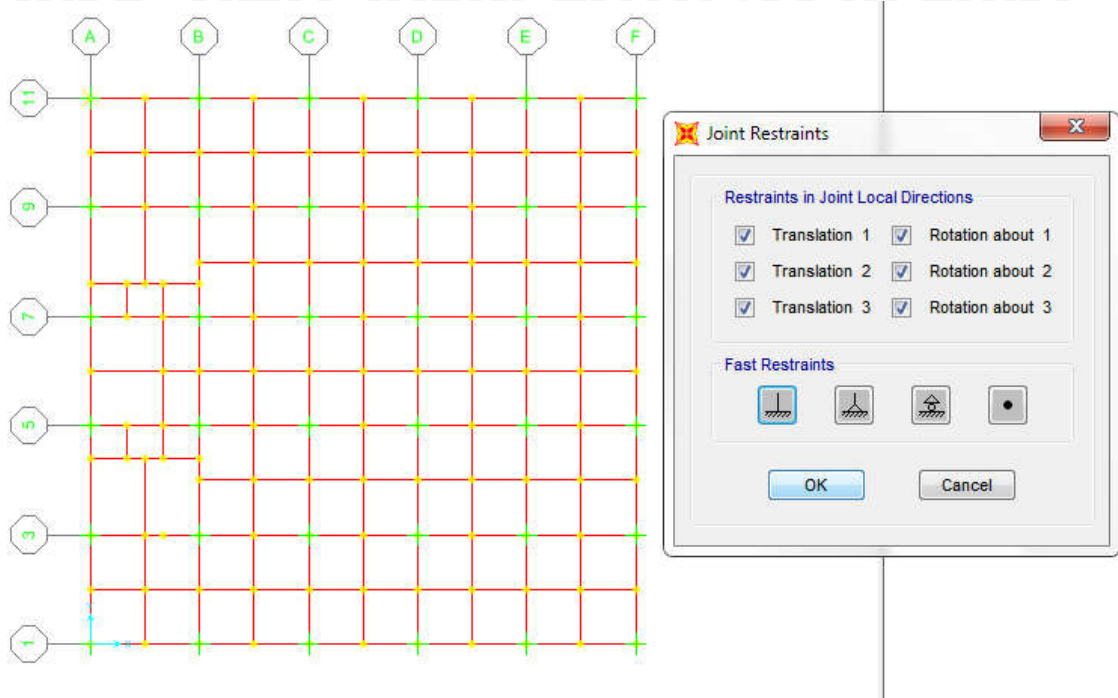 A B C D E F
11
9
7
5
3
1
Y
X
Joint Restraints
Restraints in Joint Local Directions
Translation 1 Rotation about 1
Translation 2 Rotation about 2
Translation 3 Rotation about 3
Fast Restraints
OK Cancel